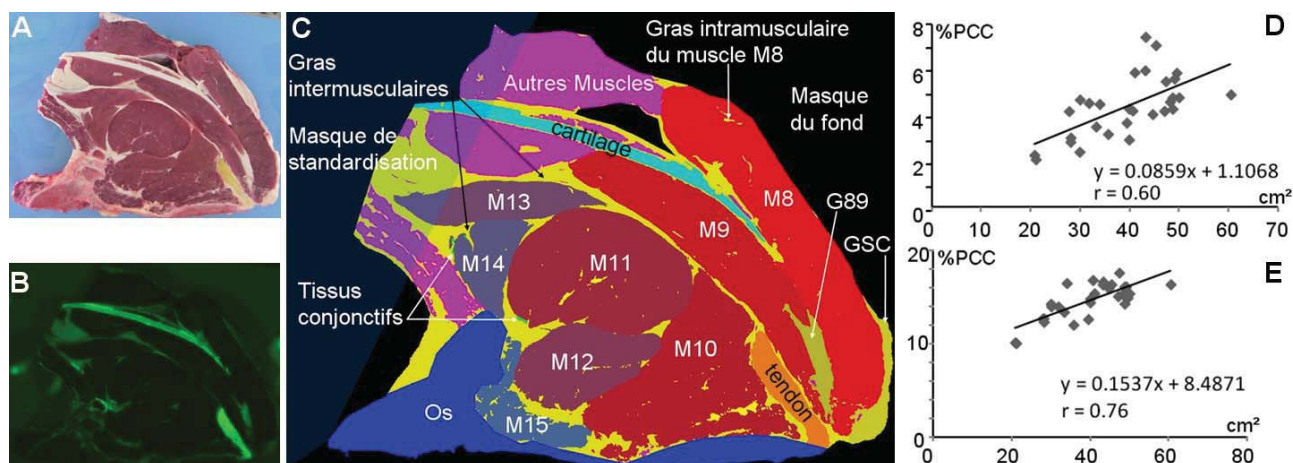 A
B
C
Gras
intermusculaires
Masque de
standardisation
Autres Muscles
Gras intramusculaire
du muscle M8
Masque
du fond
cartilage
M8
M13
M9
G89
GSC
M14
M11
Tissus
conjonctifs
M12
M10
tendon
Os
M15
D
%PCC
8
6
4
2
0
y = 0.0859x + 1.1068
r = 0.60
cm²
0 10 20 30 40 50 60 70
E
%PCC
20
10
0
y = 0.1537x + 8.4871
r = 0.76
cm²
0 20 40 60 80